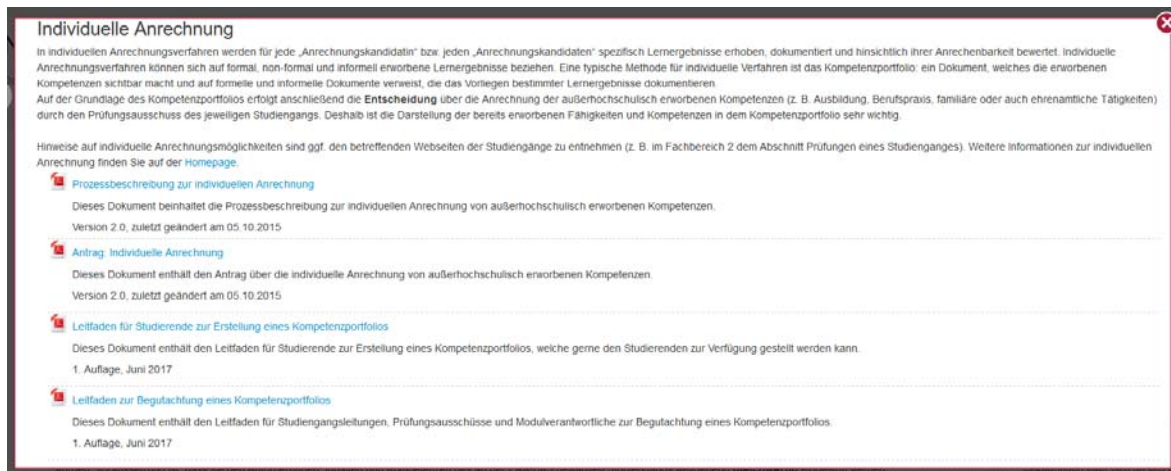 Individuelle Anrechnung
In individuellen Anrechnungsverfahren werden für jede „Anrechnungskandidatin“ bzw. jeden „Anrechnungskandidaten“ spezifisch Lernergebnisse erhoben, dokumentiert und hinsichtlich ihrer Anrechenbarkeit bewertet. Individuelle
Anrechnungsverfahren können sich auf formal, non-formal und informell erworbene Lernergebnisse beziehen. Eine typische Methode für individuelle Verfahren ist das Kompetenzportfolio: ein Dokument, welches die erworbenen
Kompetenzen sichtbar macht und auf formelle und informelle Dokumente verweist, die das Vorliegen bestimmter Lernergebnisse dokumentieren.
Auf der Grundlage des Kompetenzportfolios erfolgt anschließend die Entscheidung über die Anrechnung der außerhochschulisch erworbenen Kompetenzen (z. B. Ausbildung, Berufspraxis, familiäre oder auch ehrenamtliche Tätigkeiten)
durch den Prüfungsausschuss des jeweiligen Studiengangs. Deshalb ist die Darstellung der bereits erworbenen Fähigkeiten und Kompetenzen in dem Kompetenzportfolio sehr wichtig.
Hinweise auf individuelle Anrechnungsmöglichkeiten sind ggf. den betreffenden Webseiten der Studiengänge zu entnehmen (z. B. im Fachbereich 2 dem Abschnitt Prüfungen eines Studienganges). Weitere Informationen zur individuellen
Anrechnung finden Sie auf der Homepage.
Prozessbeschreibung zur individuellen Anrechnung
Dieses Dokument beinhaltet die Prozessbeschreibung zur individuellen Anrechnung von außerhochschulisch erworbenen Kompetenzen.
Version 2.0, zuletzt geändert am 05.10.2015
Antrag: Individuelle Anrechnung
Dieses Dokument enthält den Antrag über die individuelle Anrechnung von außerhochschulisch erworbenen Kompetenzen.
Version 2.0, zuletzt geändert am 05.10.2015
Leitfaden für Studierende zur Erstellung eines Kompetenzportfolios
Dieses Dokument enthält den Leitfaden für Studierende zur Erstellung eines Kompetenzportfolios, welche gerne den Studierenden zur Verfügung gestellt werden kann.
1. Auflage, Juni 2017
Leitfaden zur Begutachtung eines Kompetenzportfolios
Dieses Dokument enthält den Leitfaden für Studiengangsleitungen, Prüfungsausschüsse und Modulverantwortliche zur Begutachtung eines Kompetenzportfolios.
1. Auflage, Juni 2017